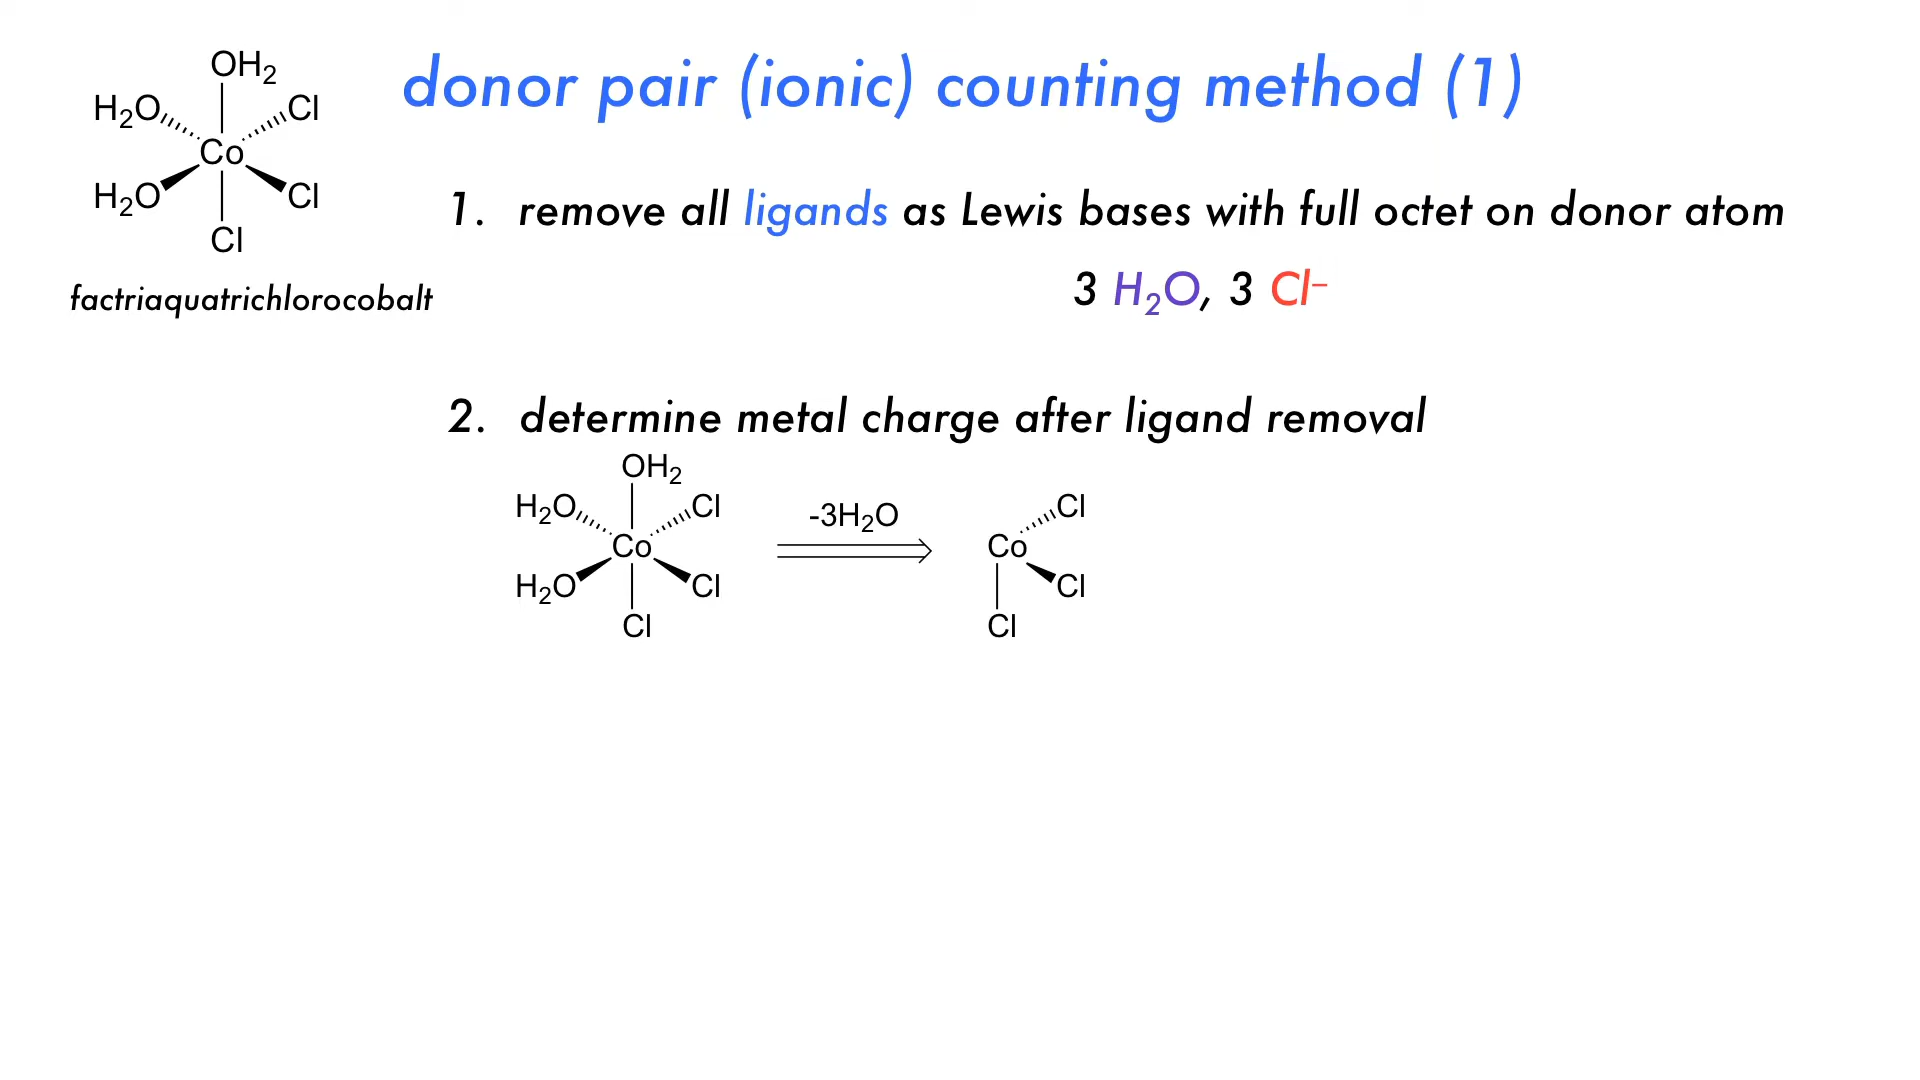 donor pair (ionic) counting method (1)
OH₂
H₂O Cl
Co
H₂O Cl
Cl
factriaquatrichlorocobalt
1. remove all ligands as Lewis bases with full octet on donor atom
3 H₂O, 3 Cl⁻
2. determine metal charge after ligand removal
OH₂
H₂O Cl -3H₂O Cl
Co Co
H₂O Cl Cl
Cl Cl